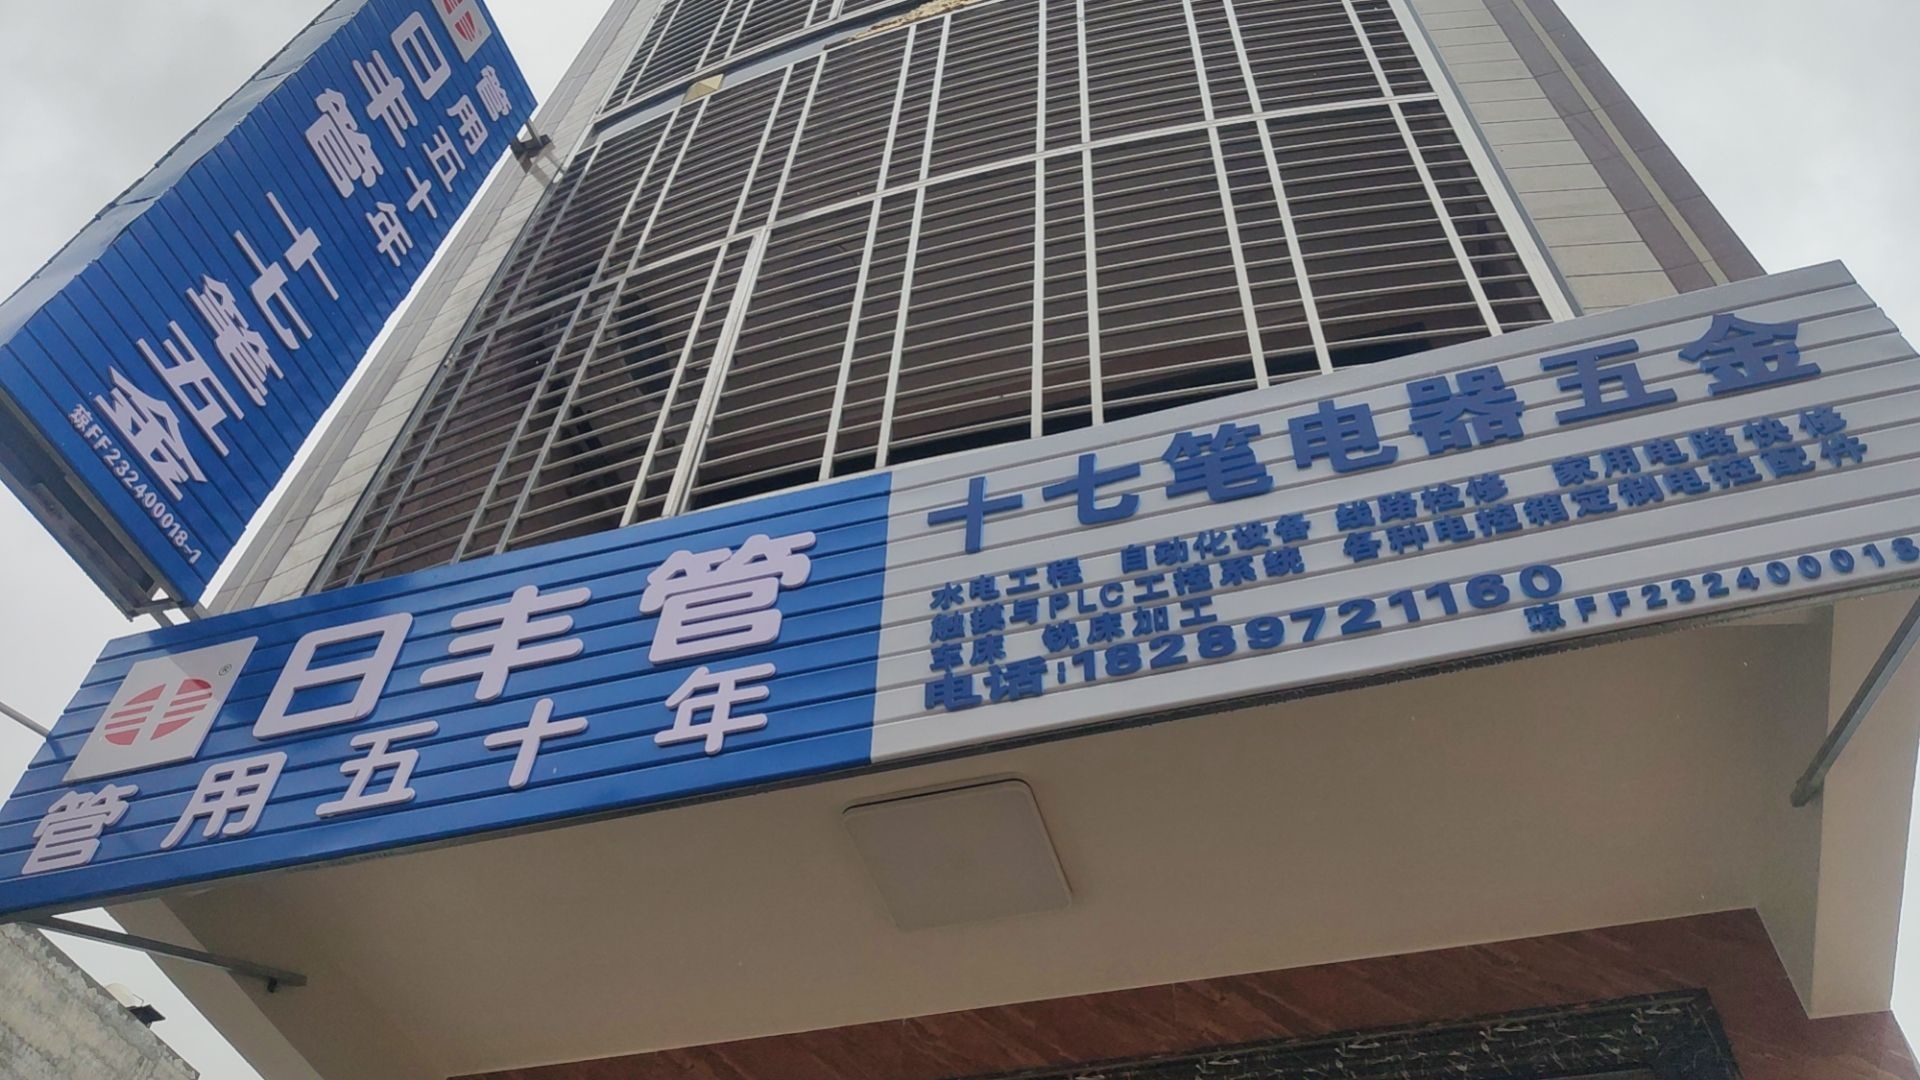 日丰管
管用五十年
十七笔五金
琼FF232400018-1
日丰管
管用五十年
十七笔电器五金
水电工程 自动化设备 线路检修 家用电路快修
触摸与PLC工控系统 各种电控箱定制电控配件
车床 铣床加工
电话:18289721160
琼FF232400018